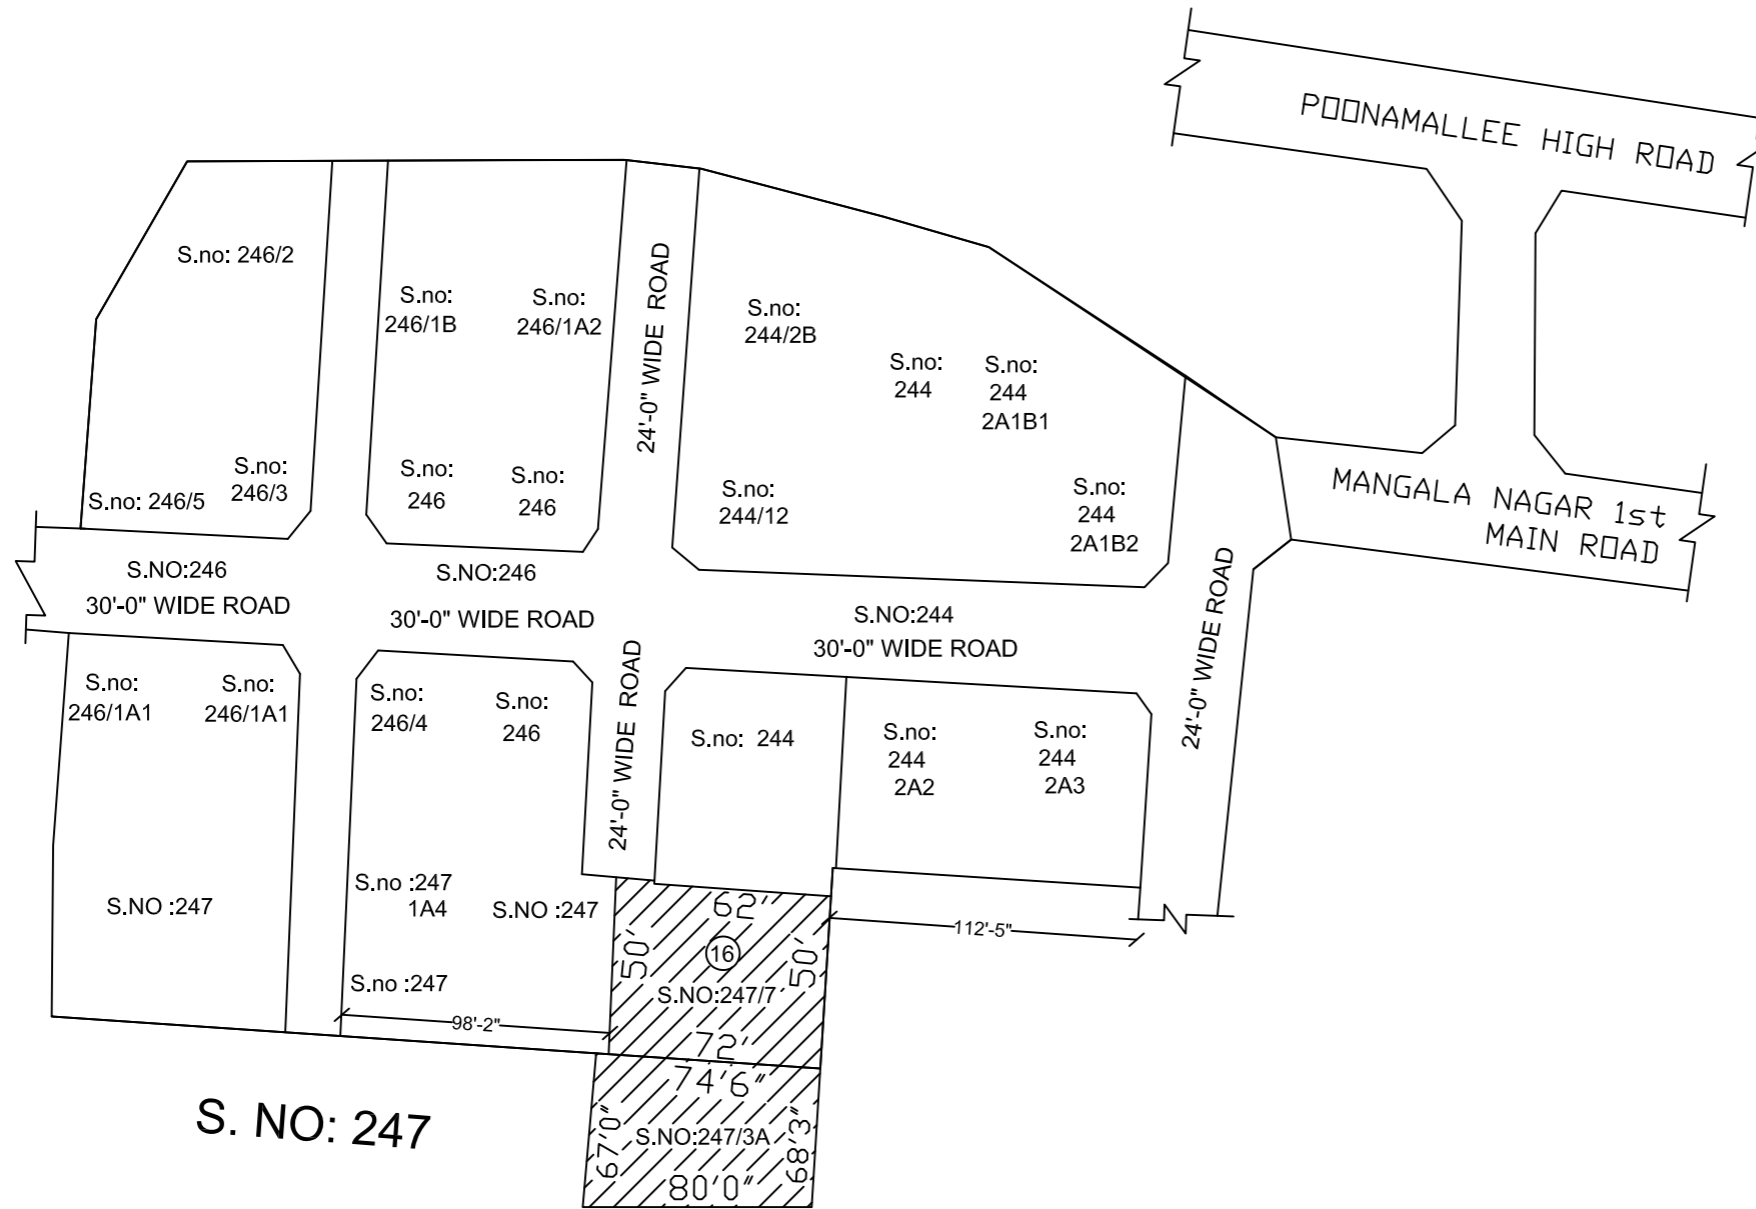 POONAMALLEE HIGH ROAD
S.no: 246/2
S.no:
246/1B
S.no:
246/1A2
24'-0" WIDE ROAD
S.no:
244/2B
S.no:
244
S.no:
244
2A1B1
S.no: 246/5
S.no:
246/3
S.no:
246
S.no:
246
S.no:
244/12
S.no:
244
2A1B2
MANGALA NAGAR 1st
MAIN ROAD
S.NO:246
30'-0" WIDE ROAD
S.NO:246
30'-0" WIDE ROAD
S.NO:244
30'-0" WIDE ROAD
24'-0" WIDE ROAD
24'-0" WIDE ROAD
S.no:
246/1A1
S.no:
246/1A1
S.no:
246/4
S.no:
246
S.no: 244
S.no:
244
2A2
S.no:
244
2A3
S.NO :247
S.no :247
1A4
S.NO :247
S.no :247
98'-2"
62'
16
50'
50'
S.NO:247/7
72'
112'-5"
74'6"
67'0"
S.NO:247/3A
68'3"
80'0"
S. NO: 247